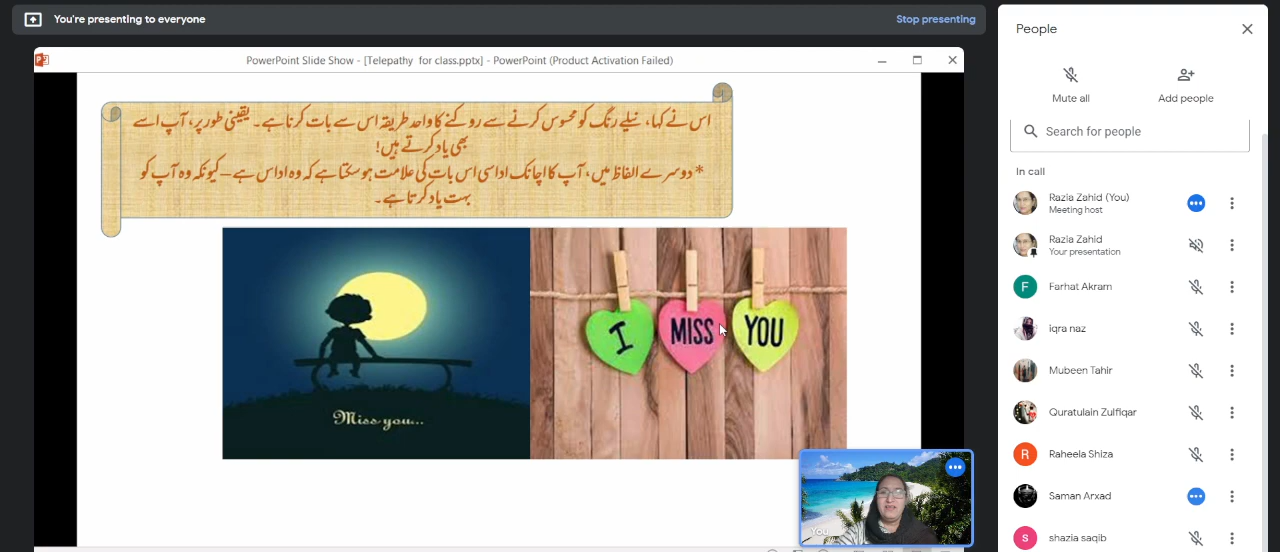 You're presenting to everyone
Stop presenting
PowerPoint Slide Show - [Telepathy for class.pptx] - PowerPoint (Product Activation Failed)
اس نے کہا، نیلے رنگ کو محسوس کرنے سے روکنے کا واحد طریقہ اس سے بات کرنا ہے۔ یقینی طور پر، آپ اسے
بھی یاد کرتے ہیں!
* دوسرے الفاظ میں، آپ کا اچانک اداسی اس بات کی علامت ہو سکتا ہے کہ وہ اداس ہے – کیونکہ وہ آپ کو
بہت یاد کرتا ہے۔
Miss you...
I MISS YOU
You
People
Mute all
Add people
Search for people
In call
Razia Zahid (You)
Meeting host
Razia Zahid
Your presentation
F
Farhat Akram
iqra naz
Mubeen Tahir
Quratulain Zulfiqar
R
Raheela Shiza
Saman Arxad
s
shazia saqib